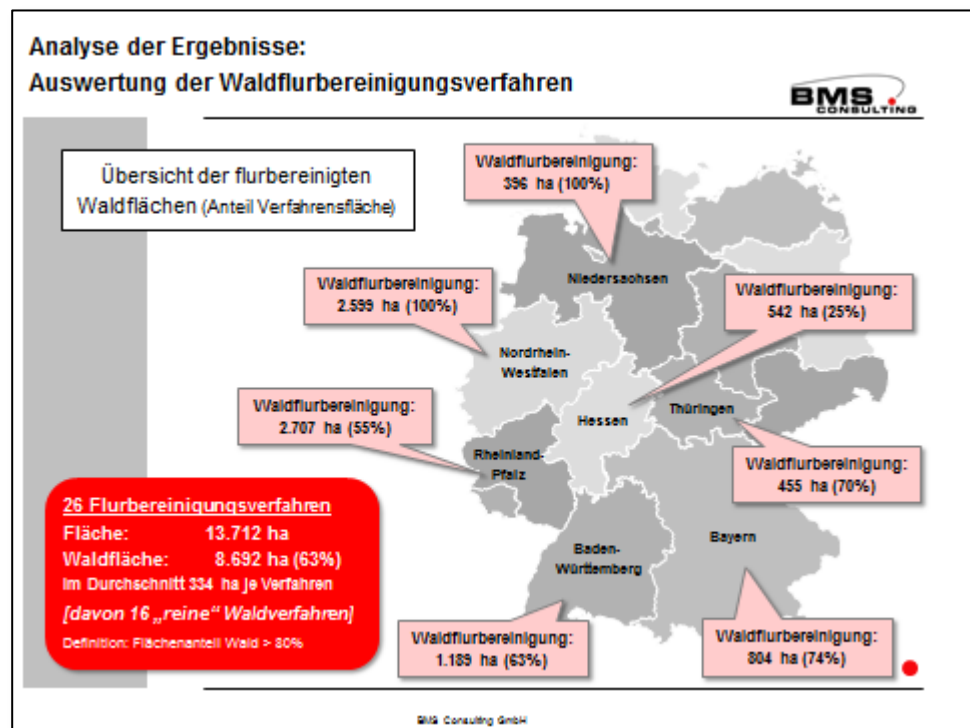 Analyse der Ergebnisse:
Auswertung der Waldflurbereinigungsverfahren
BMS
CONSULTING
Übersicht der flurbereinigten
Waldflächen (Anteil Verfahrensfläche)
Waldflurbereinigung:
396 ha (100%)
Niedersachsen
Waldflurbereinigung:
2.599 ha (100%)
Waldflurbereinigung:
542 ha (25%)
Nordrhein-
Westfalen
Waldflurbereinigung:
2.707 ha (55%)
Hessen
Thüringen
Rheinland-
Pfalz
Waldflurbereinigung:
455 ha (70%)
26 Flurbereinigungsverfahren
Fläche: 13.712 ha
Waldfläche: 8.692 ha (63%)
Im Durchschnitt 334 ha je Verfahren
[davon 16 „reine“ Waldverfahren]
Definition: Flächenanteil Wald > 80%
Baden-
Württemberg
Bayern
Waldflurbereinigung:
1.189 ha (63%)
Waldflurbereinigung:
804 ha (74%)
BMS Consulting GmbH